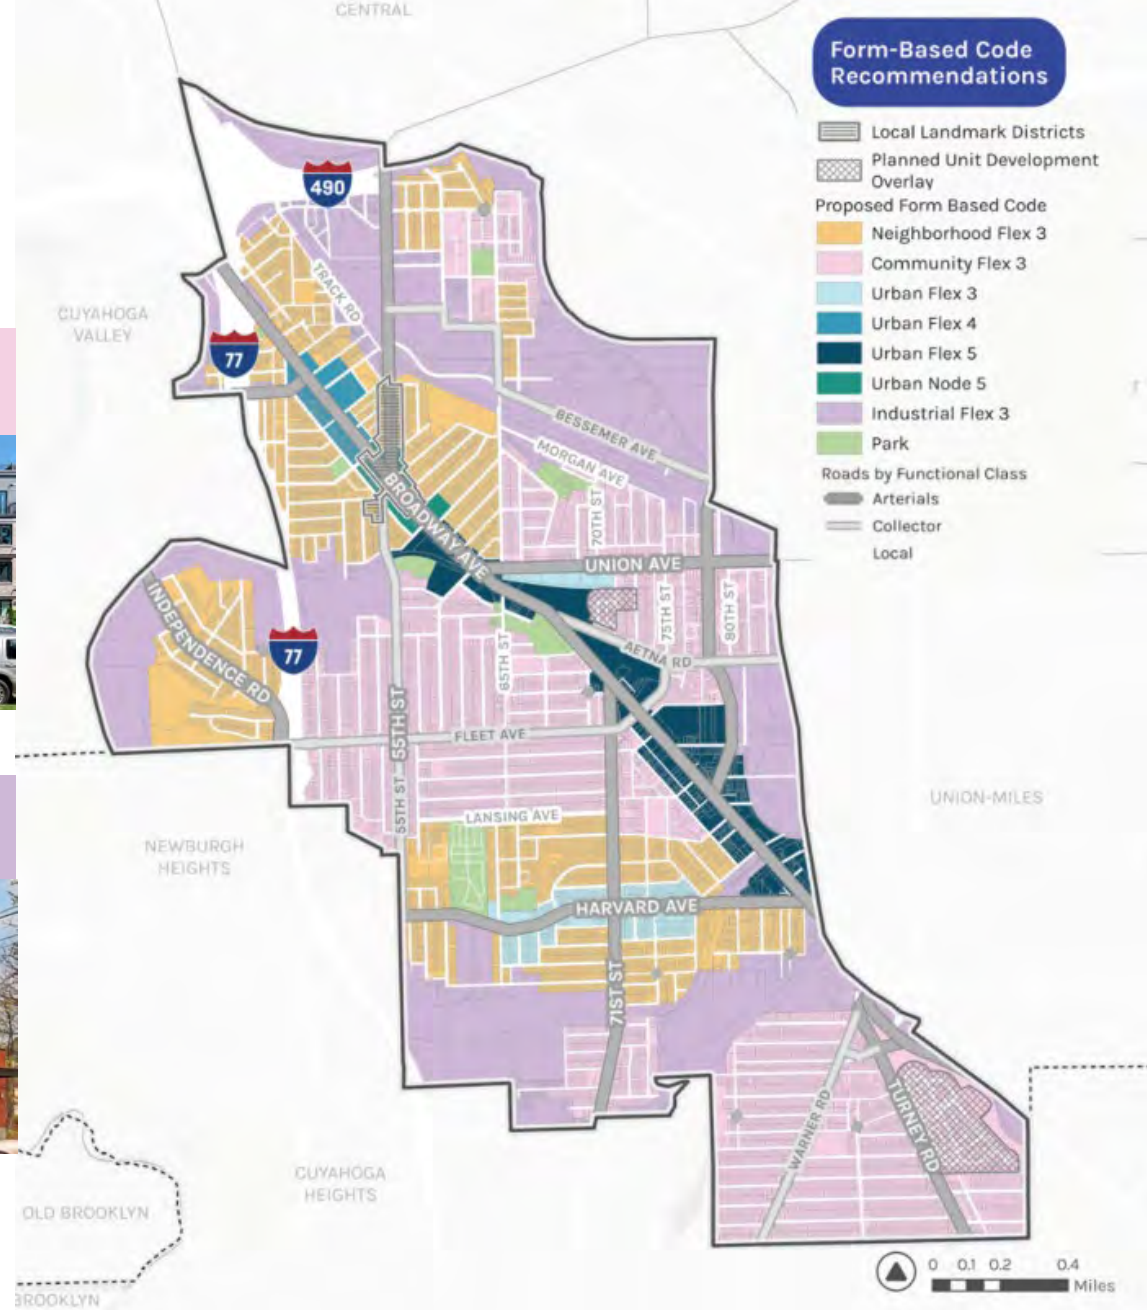 CENTRAL
Form-Based Code
Recommendations
Local Landmark Districts
Planned Unit Development
Overlay
Proposed Form Based Code
Neighborhood Flex 3
Community Flex 3
Urban Flex 3
Urban Flex 4
Urban Flex 5
Urban Node 5
Industrial Flex 3
Park
Roads by Functional Class
Arterials
Collector
Local
490
TRACK RD
CUYAHOGA
VALLEY
77
BESSEMER AVE
MORGAN AVE
70TH ST
BROADWAY AVE
UNION AVE
75TH ST
80TH ST
INDEPENDENCE RD
77
65TH ST
AETNA RD
55TH ST
FLEET AVE
55TH ST
LANSING AVE
UNION-MILES
NEWBURGH
HEIGHTS
HARVARD AVE
71ST ST
WARNER RD
TURNEY RD
CUYAHOGA
HEIGHTS
OLD BROOKLYN
BROOKLYN
0 0.1 0.2 0.4
Miles